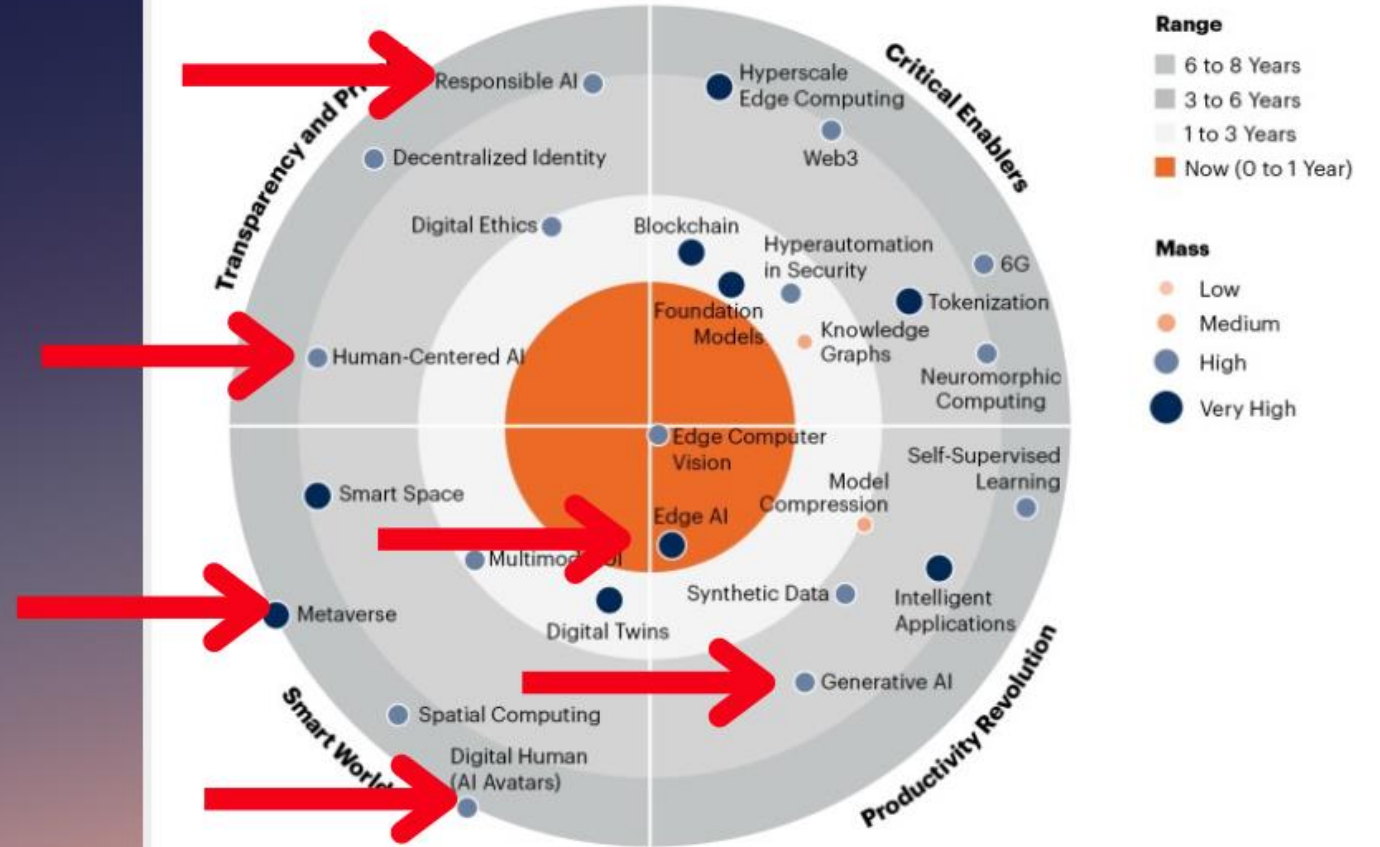 Range
6 to 8 Years
3 to 6 Years
1 to 3 Years
Now (0 to 1 Year)
Mass
Low
Medium
High
Very High
Transparency and
Responsible AI
Decentralized Identity
Digital Ethics
Human-Centered AI
Critical Enablers
Hyperscale
Edge Computing
Web3
Blockchain
Hyperautomation
in Security
6G
Tokenization
Foundation
Models
Knowledge
Graphs
Neuromorphic
Computing
Edge Computer
Vision
Self-Supervised
Learning
Model
Compression
Edge AI
Synthetic Data
Intelligent
Applications
Generative AI
Productivity Revolution
Smart Space
Metaverse
Digital Twins
Spatial Computing
Digital Human
(AI Avatars)
Smart